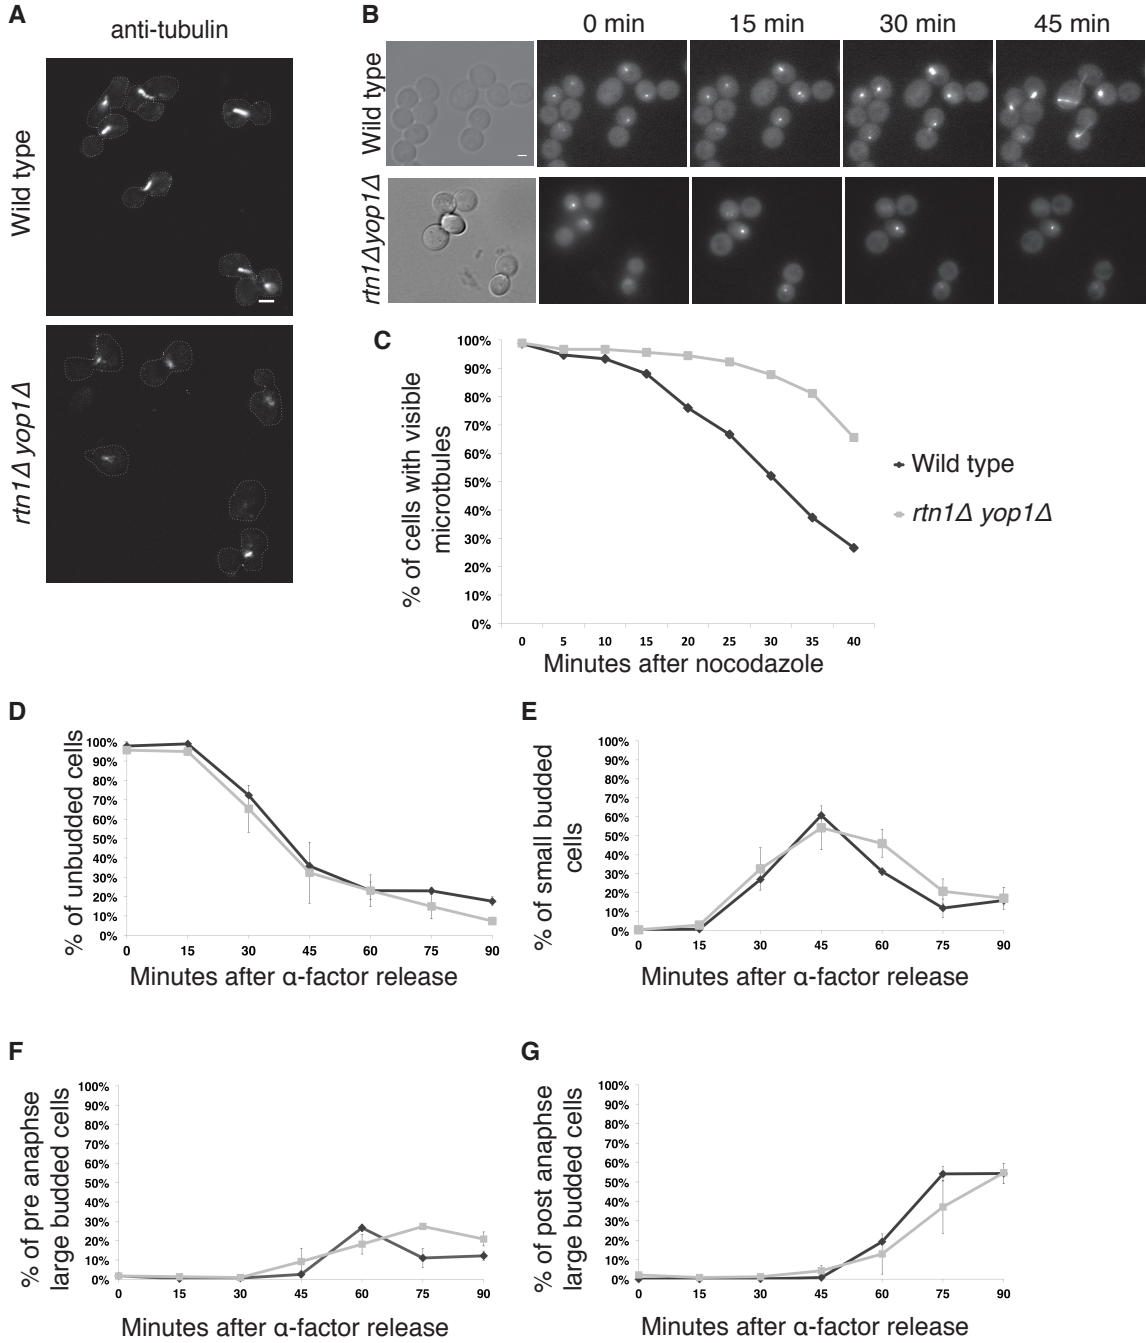 A
anti-tubulin
Wild type
rtn1Δ yop1Δ
B
0 min
15 min
30 min
45 min
Wild type
rtn1Δyop1Δ
C
100%
90%
80%
70%
60%
50%
40%
30%
20%
10%
0%
% of cells with visible
microtbules
0 5 10 15 20 25 30 35 40
Minutes after nocodazole
Wild type
rtn1Δ yop1Δ
D
100%
90%
80%
70%
60%
50%
40%
30%
20%
10%
0%
% of unbudded cells
0 15 30 45 60 75 90
Minutes after α-factor release
E
100%
90%
80%
70%
60%
50%
40%
30%
20%
10%
0%
% of small budded
cells
0 15 30 45 60 75 90
Minutes after α-factor release
F
100%
90%
80%
70%
60%
50%
40%
30%
20%
10%
0%
% of pre anaphse
large budded cells
0 15 30 45 60 75 90
Minutes after α-factor release
G
100%
90%
80%
70%
60%
50%
40%
30%
20%
10%
0%
% of post anaphse
large budded cells
0 15 30 45 60 75 90
Minutes after α-factor release